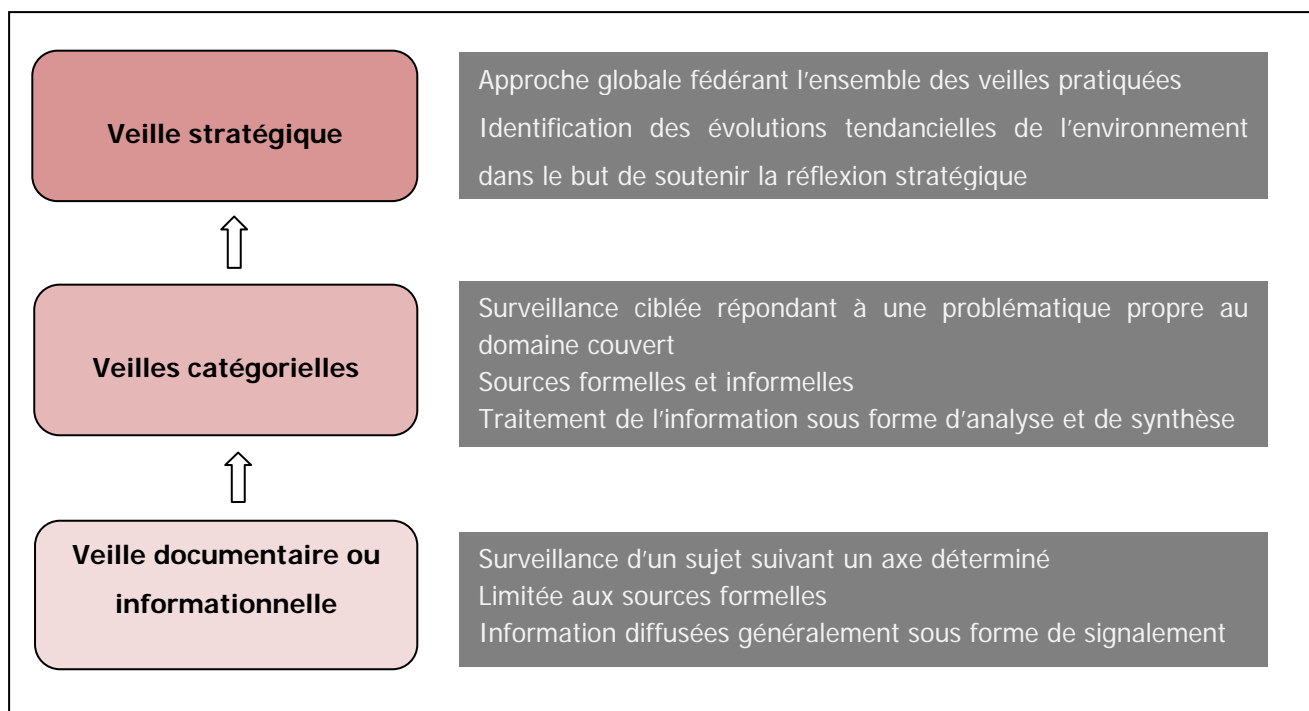 Veille stratégique
Approche globale fédérant l'ensemble des veilles pratiquées
Identification des évolutions tendancielles de l'environnement
dans le but de soutenir la réflexion stratégique
Veilles catégorielles
Surveillance ciblée répondant à une problématique propre au
domaine couvert
Sources formelles et informelles
Traitement de l'information sous forme d'analyse et de synthèse
Veille documentaire ou
informationnelle
Surveillance d'un sujet suivant un axe déterminé
Limitée aux sources formelles
Information diffusées généralement sous forme de signalement